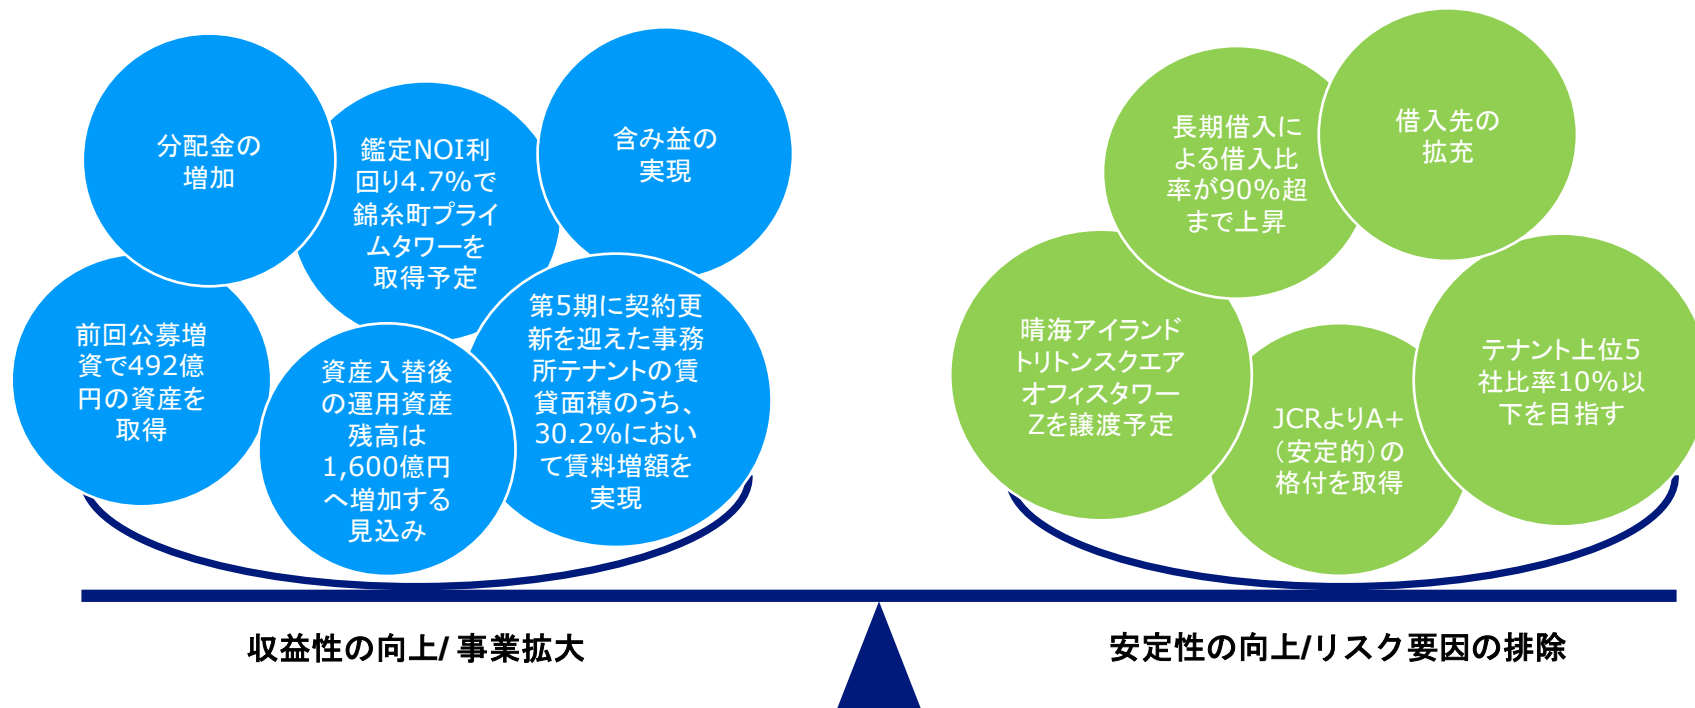 分配金の
増加
鑑定NOI利
回り4.7%で
錦糸町プライ
ムタワーを
取得予定
含み益の
実現
前回公募増
資で492億
円の資産を
取得
資産入替後
の運用資産
残高は
1,600億円
へ増加する
見込み
第5期に契約更
新を迎えた事務
所テナントの賃
貸面積のうち、
30.2%におい
て賃料増額を
実現
収益性の向上/ 事業拡大
長期借入に
よる借入比
率が90%超
まで上昇
借入先の
拡充
晴海アイランド
トリトンスクエア
オフィスタワー
Zを譲渡予定
JCRよりA+
（安定的）の
格付を取得
テナント上位5
社比率10%以
下を目指す
安定性の向上/リスク要因の排除